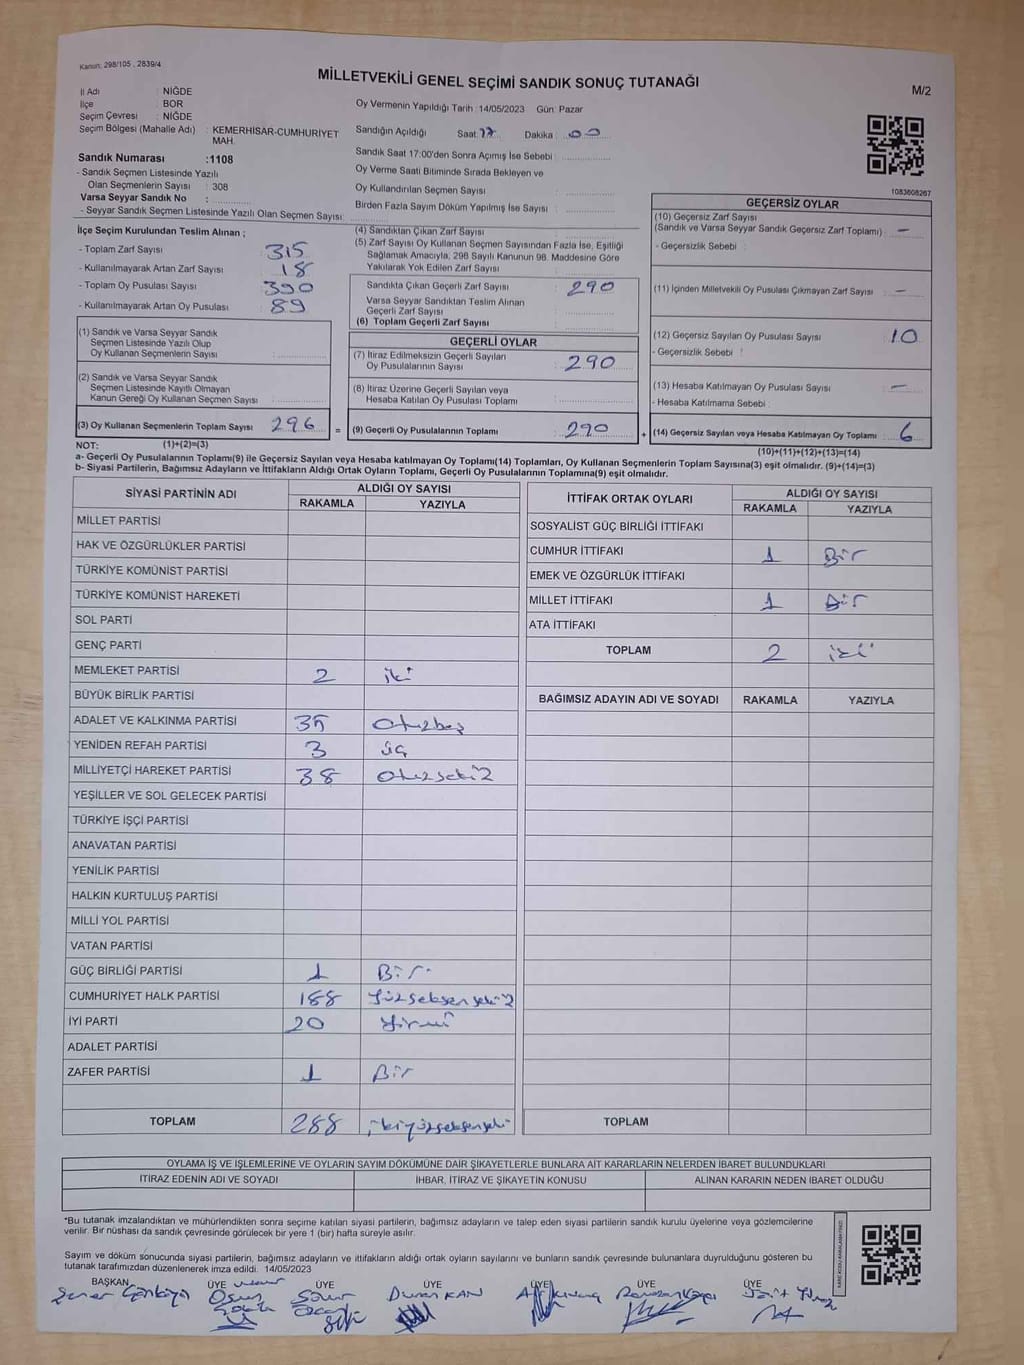 Kanun: 298/105 , 2839/4
MİLLETVEKİLİ GENEL SEÇİMİ SANDIK SONUÇ TUTANAĞI
M/2
İl Adı : NİĞDE
İlçe : BOR
Seçim Çevresi : NİĞDE
Seçim Bölgesi (Mahalle Adı) : KEMERHİSAR-CUMHURİYET MAH.
Sandık Numarası :1108
- Sandık Seçmen Listesinde Yazılı
Olan Seçmenlerin Sayısı : 308
Varsa Seyyar Sandık No :
- Seyyar Sandık Seçmen Listesinde Yazılı Olan Seçmen Sayısı:
Oy Vermenin Yapıldığı Tarih : 14/05/2023 Gün: Pazar
Sandığın Açıldığı Saat 17 Dakika : 00
Sandık Saat 17:00'den Sonra Açımış İse Sebebi :
Oy Verme Saati Bitiminde Sırada Bekleyen ve
Oy Kullandırılan Seçmen Sayısı :
Birden Fazla Sayım Döküm Yapılmış İse Sayısı :
1083608267
İlçe Seçim Kurulundan Teslim Alınan ;
- Toplam Zarf Sayısı : 315
- Kullanılmayarak Artan Zarf Sayısı : 18
- Toplam Oy Pusulası Sayısı : 390
- Kullanılmayarak Artan Oy Pusulası : 89
(1) Sandık ve Varsa Seyyar Sandık
Seçmen Listesinde Yazılı Olup
Oy Kullanan Seçmenlerin Sayısı :
(2) Sandık ve Varsa Seyyar Sandık
Seçmen Listesinde Kayıtlı Olmayan
Kanun Gereği Oy Kullanan Seçmen Sayısı :
(3) Oy Kullanan Seçmenlerin Toplam Sayısı : 296 =
(4) Sandıktan Çıkan Zarf Sayısı :
(5) Zarf Sayısı Oy Kullanan Seçmen Sayısından Fazla İse, Eşitliği
Sağlamak Amacıyla, 298 Sayılı Kanunun 98. Maddesine Göre
Yakılarak Yok Edilen Zarf Sayısı :
Sandıkta Çıkan Geçerli Zarf Sayısı : 290
Varsa Seyyar Sandıktan Teslim Alınan
Geçerli Zarf Sayısı :
(6) Toplam Geçerli Zarf Sayısı :
GEÇERLİ OYLAR
(7) İtiraz Edilmeksizin Geçerli Sayılan
Oy Pusulalarının Sayısı : 290
(8) İtiraz Üzerine Geçerli Sayılan veya
Hesaba Katılan Oy Pusulası Toplamı :
(9) Geçerli Oy Pusulalarının Toplamı : 290 +
GEÇERSİZ OYLAR
(10) Geçersiz Zarf Sayısı
(Sandık ve Varsa Seyyar Sandık Geçersiz Zarf Toplamı) : -
- Geçersizlik Sebebi :
(11) İçinden Milletvekili Oy Pusulası Çıkmayan Zarf Sayısı : -
(12) Geçersiz Sayılan Oy Pusulası Sayısı : 10
- Geçersizlik Sebebi :
(13) Hesaba Katılmayan Oy Pusulası Sayısı : -
- Hesaba Katılmama Sebebi :
(14) Geçersiz Sayılan veya Hesaba Katılmayan Oy Toplamı : 6
NOT: (1)+(2)=(3) (10)+(11)+(12)+(13)=(14)
a- Geçerli Oy Pusulalarının Toplamı(9) ile Geçersiz Sayılan veya Hesaba katılmayan Oy Toplamı(14) Toplamları, Oy Kullanan Seçmenlerin Toplam Sayısına(3) eşit olmalıdır. (9)+(14)=(3)
b- Siyasi Partilerin, Bağımsız Adayların ve İttifakların Aldığı Ortak Oyların Toplamı, Geçerli Oy Pusulalarının Toplamına(9) eşit olmalıdır.
SİYASİ PARTİNİN ADI ALDIĞI OY SAYISI
RAKAMLA YAZIYLA
MİLLET PARTİSİ
HAK VE ÖZGÜRLÜKLER PARTİSİ
TÜRKİYE KOMÜNİST PARTİSİ
TÜRKİYE KOMÜNİST HAREKETİ
SOL PARTİ
GENÇ PARTİ
MEMLEKET PARTİSİ 2 iki
BÜYÜK BİRLİK PARTİSİ
ADALET VE KALKINMA PARTİSİ 35 otuzbeş
YENİDEN REFAH PARTİSİ 3 üç
MİLLİYETÇİ HAREKET PARTİSİ 38 otuzsekiz
YEŞİLLER VE SOL GELECEK PARTİSİ
TÜRKİYE İŞÇİ PARTİSİ
ANAVATAN PARTİSİ
YENİLİK PARTİSİ
HALKIN KURTULUŞ PARTİSİ
MİLLİ YOL PARTİSİ
VATAN PARTİSİ
GÜÇ BİRLİĞİ PARTİSİ 1 Bir
CUMHURİYET HALK PARTİSİ 188 Yüzseksensekiz
İYİ PARTİ 20 Yirmi
ADALET PARTİSİ
ZAFER PARTİSİ 1 Bir
TOPLAM 288 ikiyüzseksenseki
İTTİFAK ORTAK OYLARI ALDIĞI OY SAYISI
RAKAMLA YAZIYLA
SOSYALİST GÜÇ BİRLİĞİ İTTİFAKI
CUMHUR İTTİFAKI 1 Bir
EMEK VE ÖZGÜRLÜK İTTİFAKI
MİLLET İTTİFAKI 1 Bir
ATA İTTİFAKI
TOPLAM 2 iki
BAĞIMSIZ ADAYIN ADI VE SOYADI RAKAMLA YAZIYLA
TOPLAM
OYLAMA İŞ VE İŞLEMLERİNE VE OYLARIN SAYIM DÖKÜMÜNE DAİR ŞİKAYETLERLE BUNLARA AİT KARARLARIN NELERDEN İBARET BULUNDUKLARI
İTİRAZ EDENİN ADI VE SOYADI İHBAR, İTİRAZ VE ŞİKAYETİN KONUSU ALINAN KARARIN NEDEN İBARET OLDUĞU
*Bu tutanak imzalandıktan ve mühürlendikten sonra seçime katılan siyasi partilerin, bağımsız adayların ve talep eden siyasi partilerin sandık kurulu üyelerine veya gözlemcilerine
verilir. Bir nüshası da sandık çevresinde görülecek bir yere 1 (bir) hafta süreyle asılır.
Sayım ve döküm sonucunda siyasi partilerin, bağımsız adayların ve ittifakların aldığı ortak oyların sayılarını ve bunların sandık çevresinde bulunanlara duyrulduğunu gösteren bu
tutanak tarafımızdan düzenlenerek imza edildi. 14/05/2023
BAŞKAN ÜYE ÜYE ÜYE ÜYE ÜYE ÜYE
Duran KAN